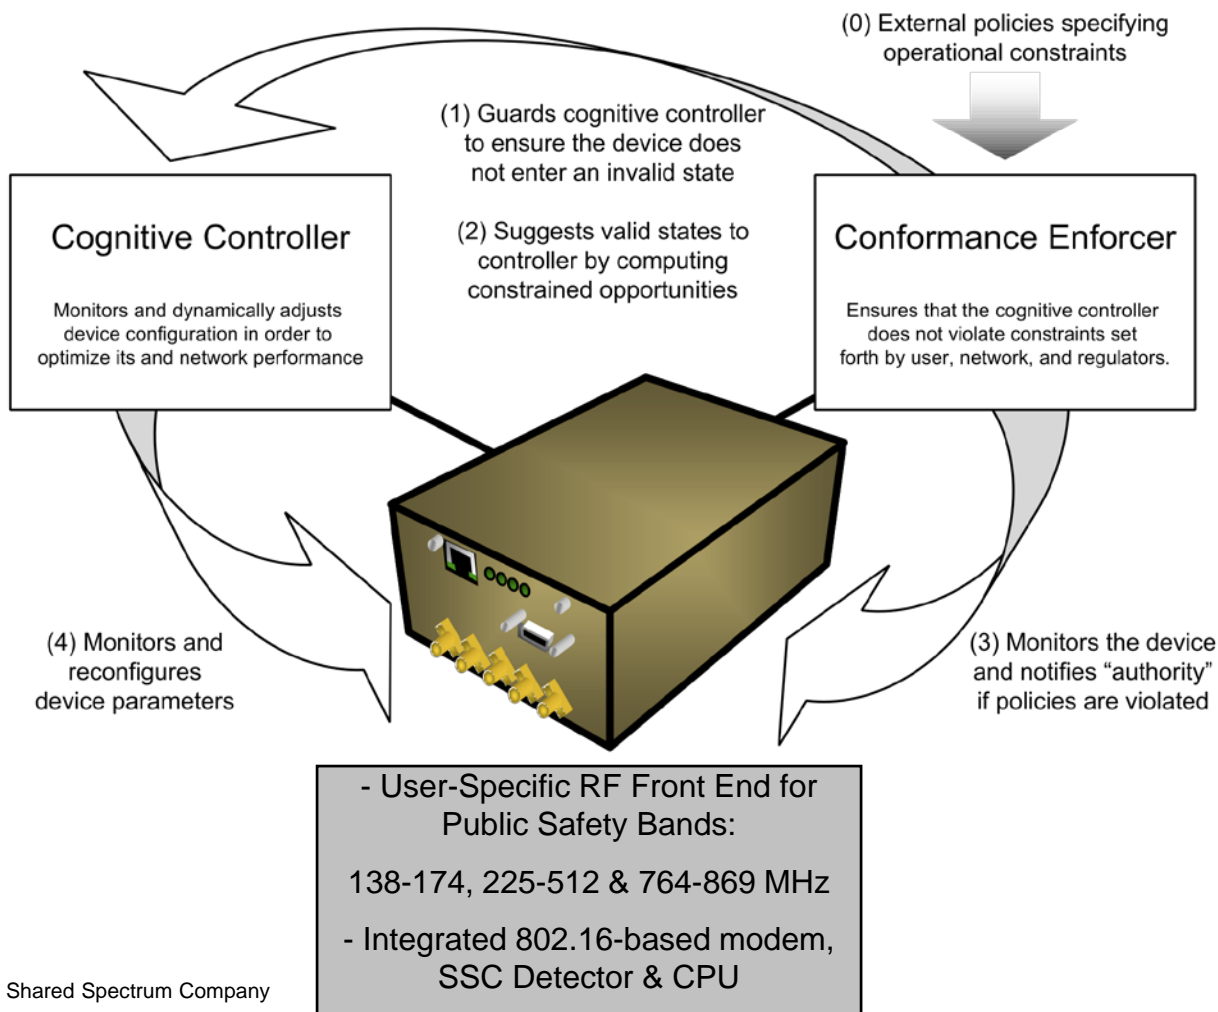 (0) External policies specifying
operational constraints
(1) Guards cognitive controller
to ensure the device does
not enter an invalid state
(2) Suggests valid states to
controller by computing
constrained opportunities
Cognitive Controller
Monitors and dynamically adjusts
device configuration in order to
optimize its and network performance
Conformance Enforcer
Ensures that the cognitive controller
does not violate constraints set
forth by user, network, and regulators.
(4) Monitors and
reconfigures
device parameters
(3) Monitors the device
and notifies “authority”
if policies are violated
- User-Specific RF Front End for
Public Safety Bands:
138-174, 225-512 & 764-869 MHz
- Integrated 802.16-based modem,
SSC Detector & CPU
Shared Spectrum Company